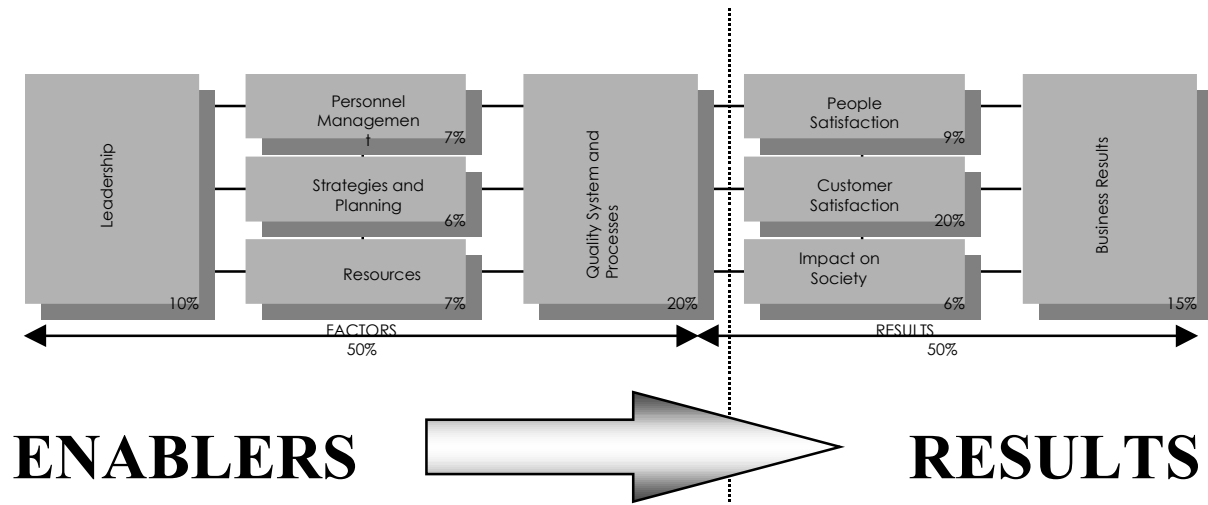 Leadership
10%
Personnel
Managemen
t
7%
Strategies and
Planning
6%
Resources
7%
Quality System and
Processes
20%
People
Satisfaction
9%
Customer
Satisfaction
20%
Impact on
Society
6%
Business Results
15%
FACTORS
50%
RESULTS
50%
ENABLERS
RESULTS